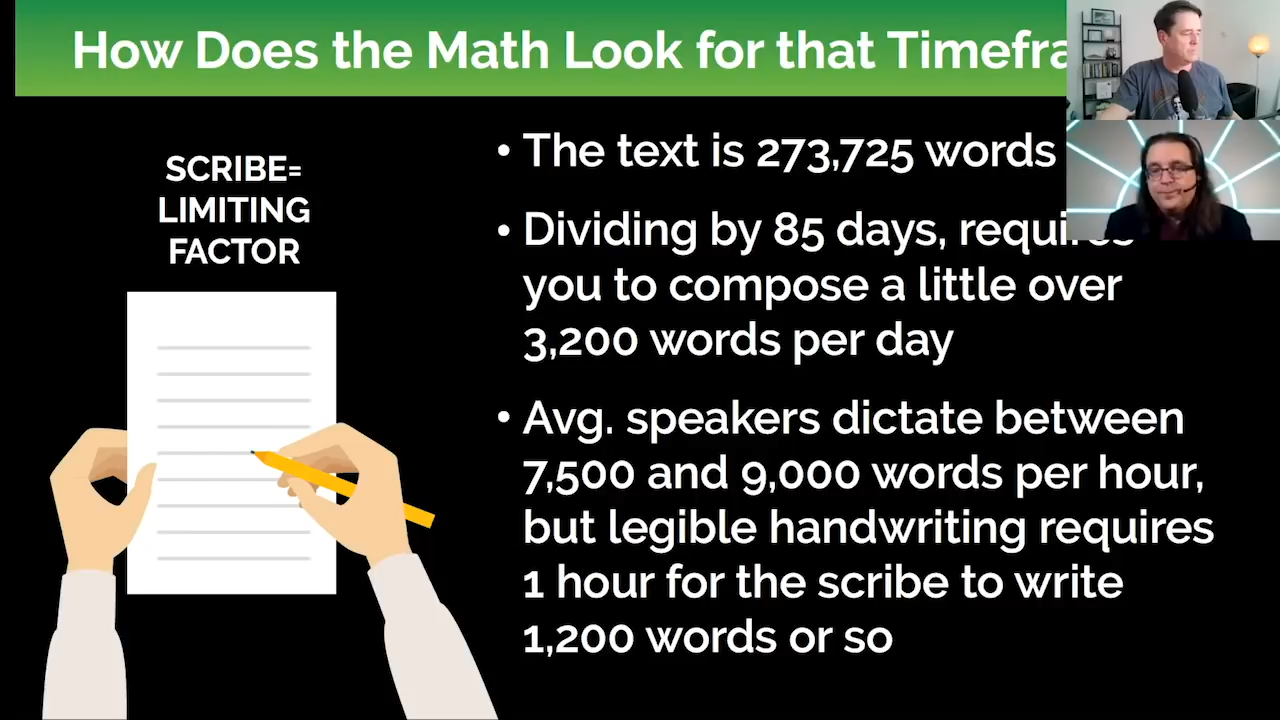 How Does the Math Look for that Timefra
SCRIBE=
LIMITING
FACTOR
• The text is 273,725 words
• Dividing by 85 days, requires
you to compose a little over
3,200 words per day
• Avg. speakers dictate between
7,500 and 9,000 words per hour,
but legible handwriting requires
1 hour for the scribe to write
1,200 words or so